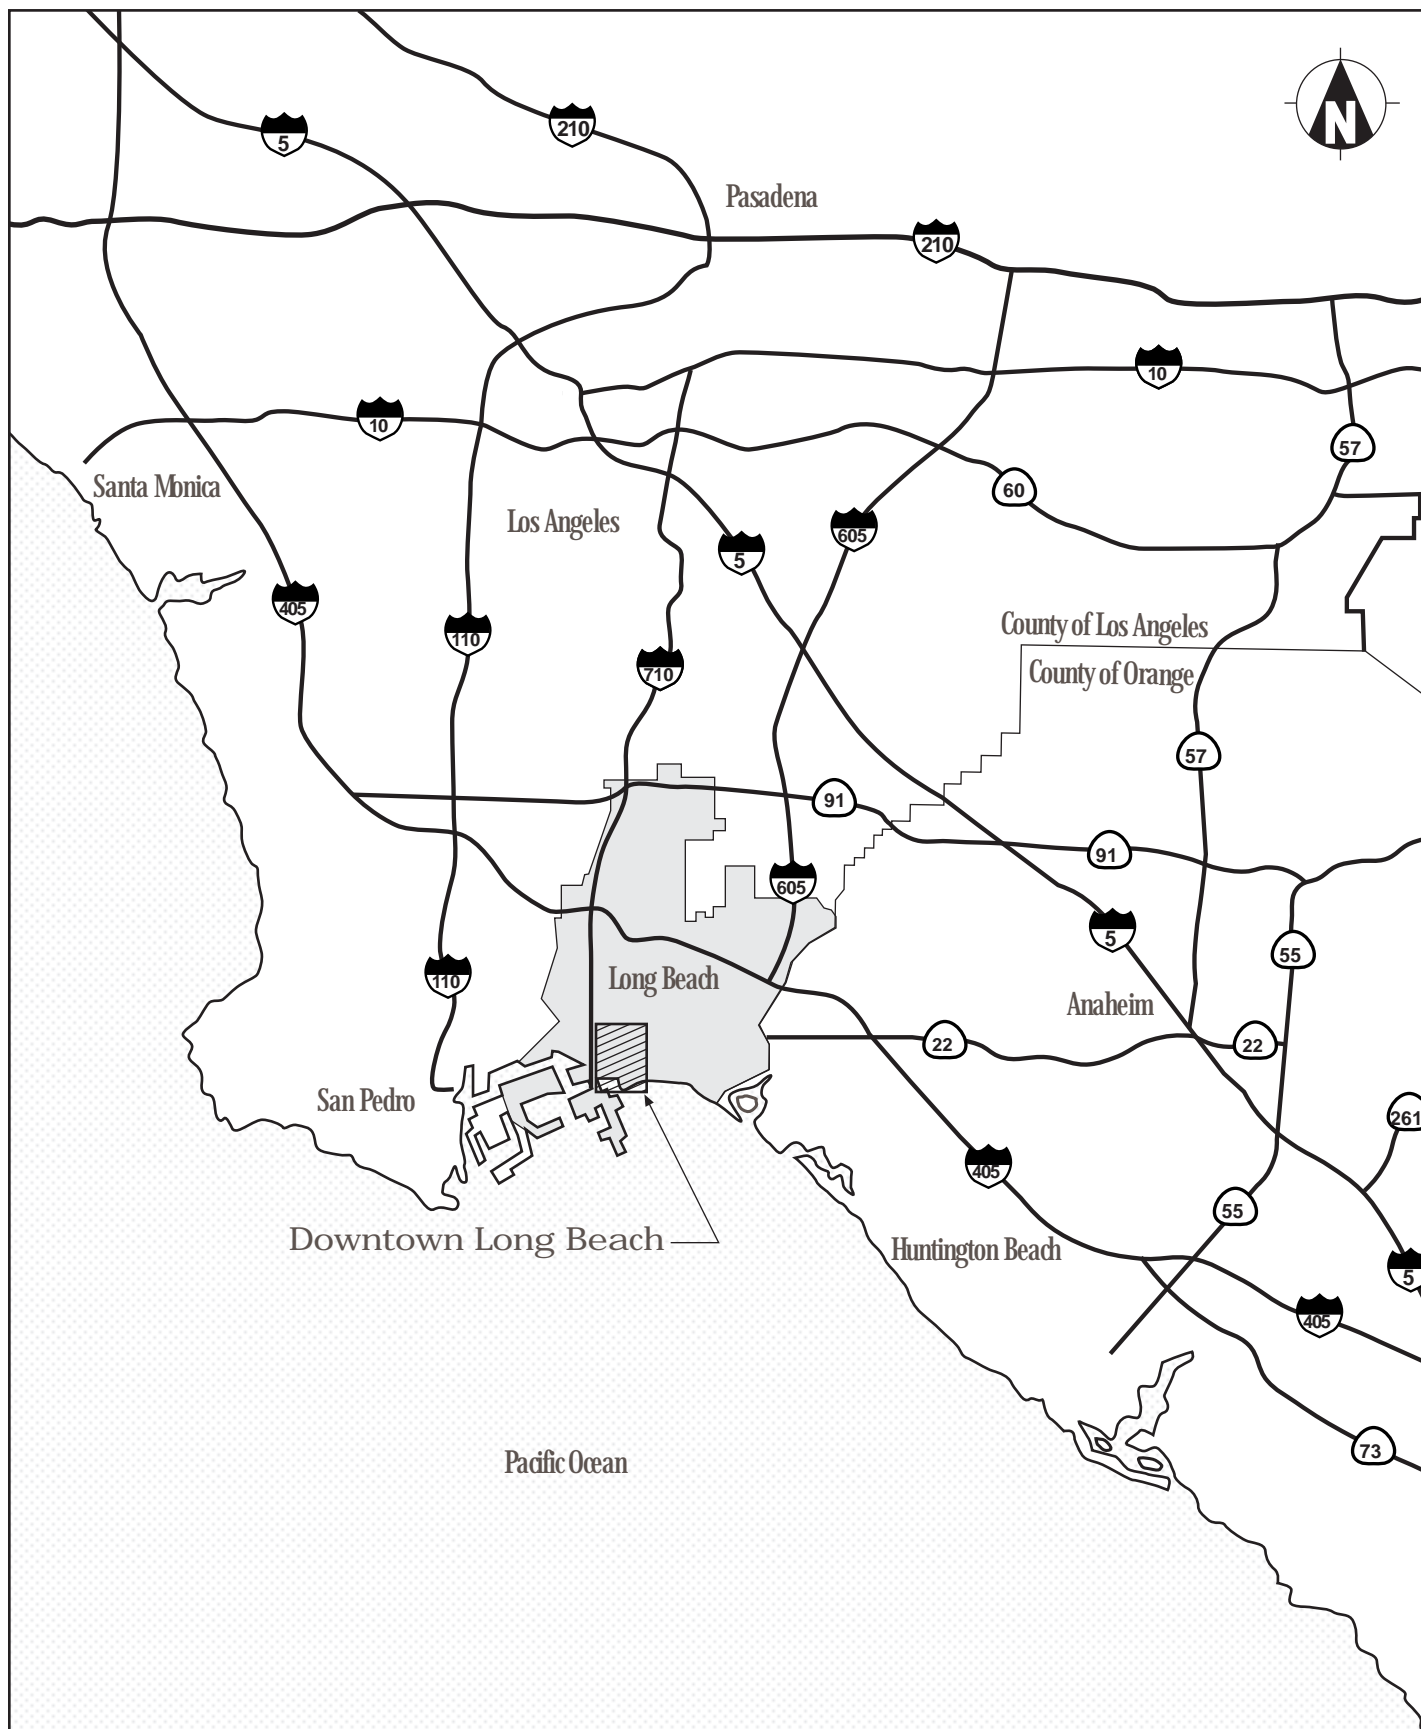 N
210
5
Pasadena
210
10
10
57
Santa Monica
60
Los Angeles
605
5
405
110
County of Los Angeles
710
County of Orange
57
91
91
605
5
55
110
Long Beach
Anaheim
22
22
San Pedro
261
405
55
Downtown Long Beach
Huntington Beach
5
405
73
Pacific Ocean